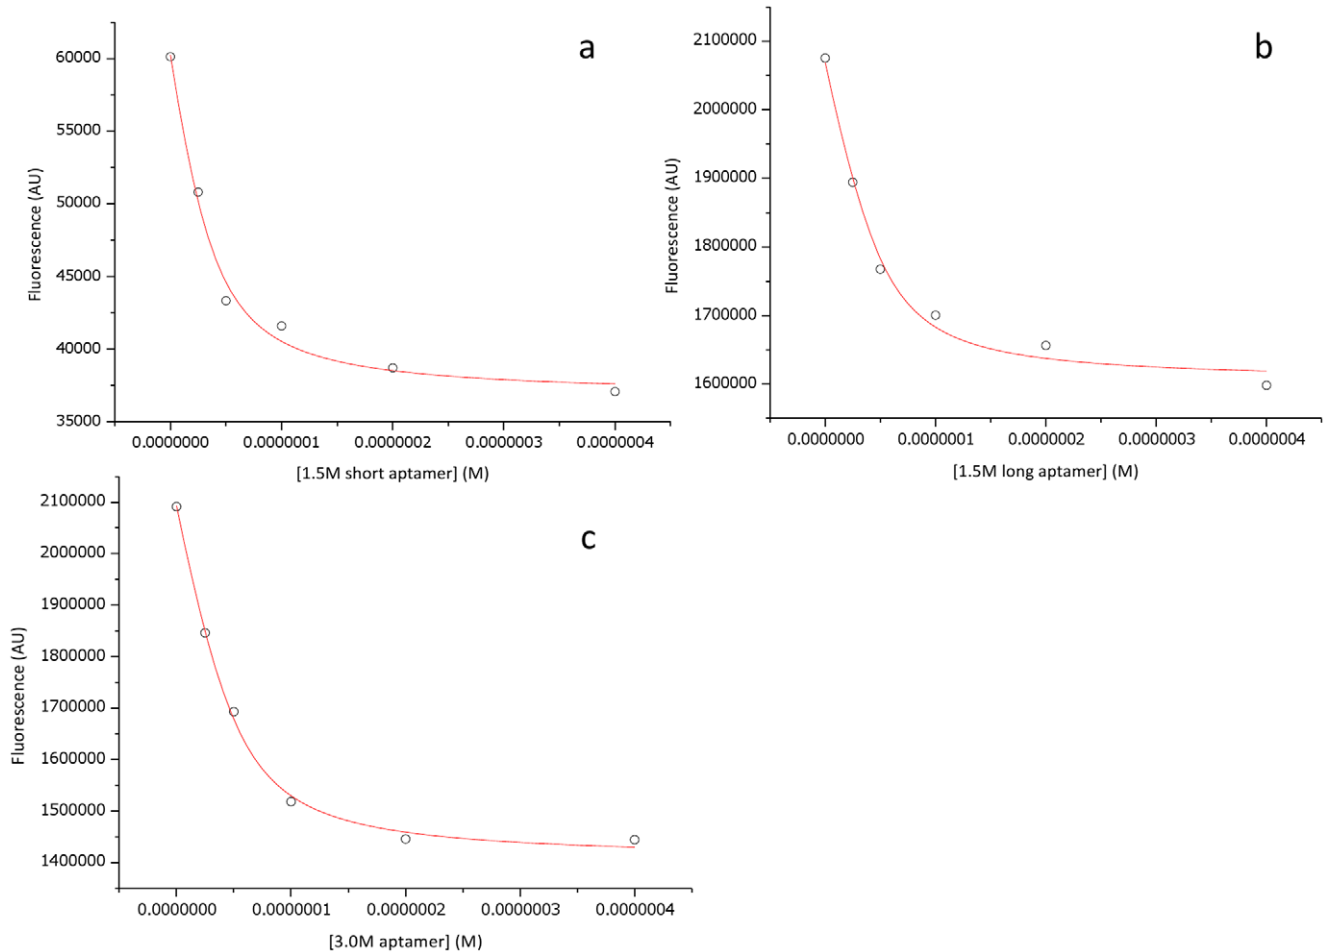 a
60000
55000
50000
45000
40000
35000
Fluorescence (AU)
0.0000000 0.0000001 0.0000002 0.0000003 0.0000004
[1.5M short aptamer] (M)
b
2100000
2000000
1900000
1800000
1700000
1600000
Fluorescence (AU)
0.0000000 0.0000001 0.0000002 0.0000003 0.0000004
[1.5M long aptamer] (M)
c
2100000
2000000
1900000
1800000
1700000
1600000
1500000
1400000
Fluorescence (AU)
0.0000000 0.0000001 0.0000002 0.0000003 0.0000004
[3.0M aptamer] (M)